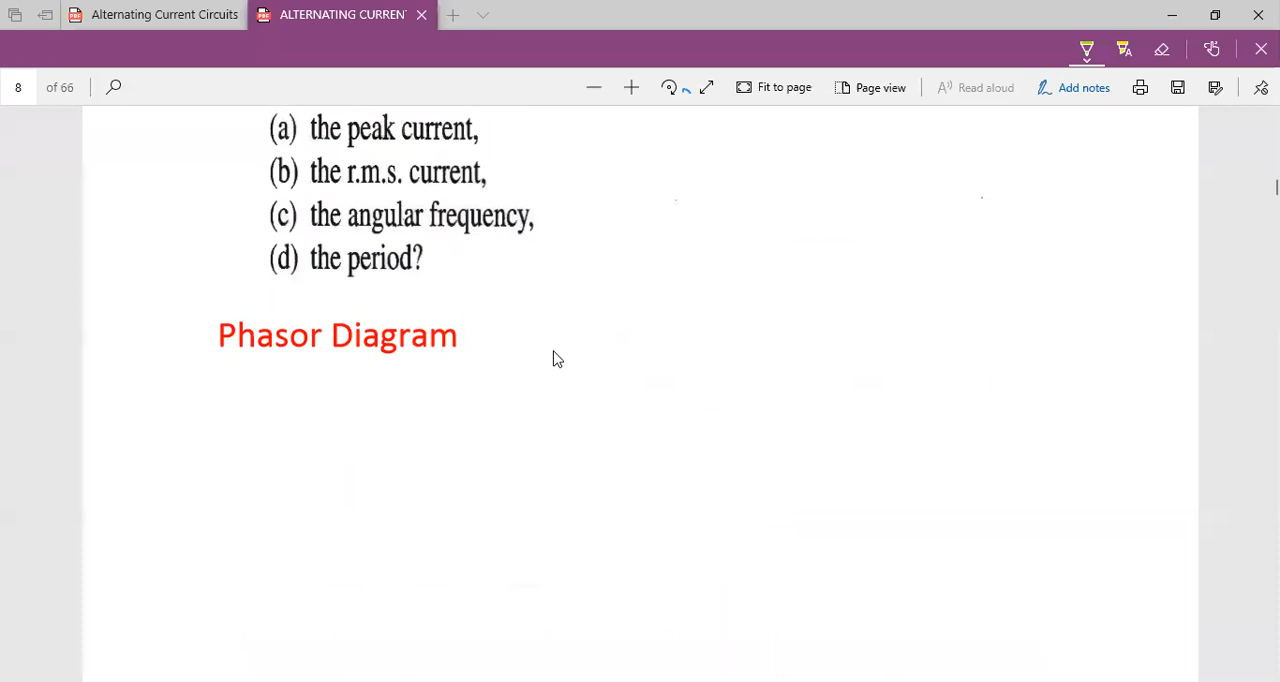 Alternating Current Circuits
ALTERNATING CURREN
8 of 66
Fit to page
Page view
Read aloud
Add notes
(a) the peak current,
(b) the r.m.s. current,
(c) the angular frequency,
(d) the period?
Phasor Diagram